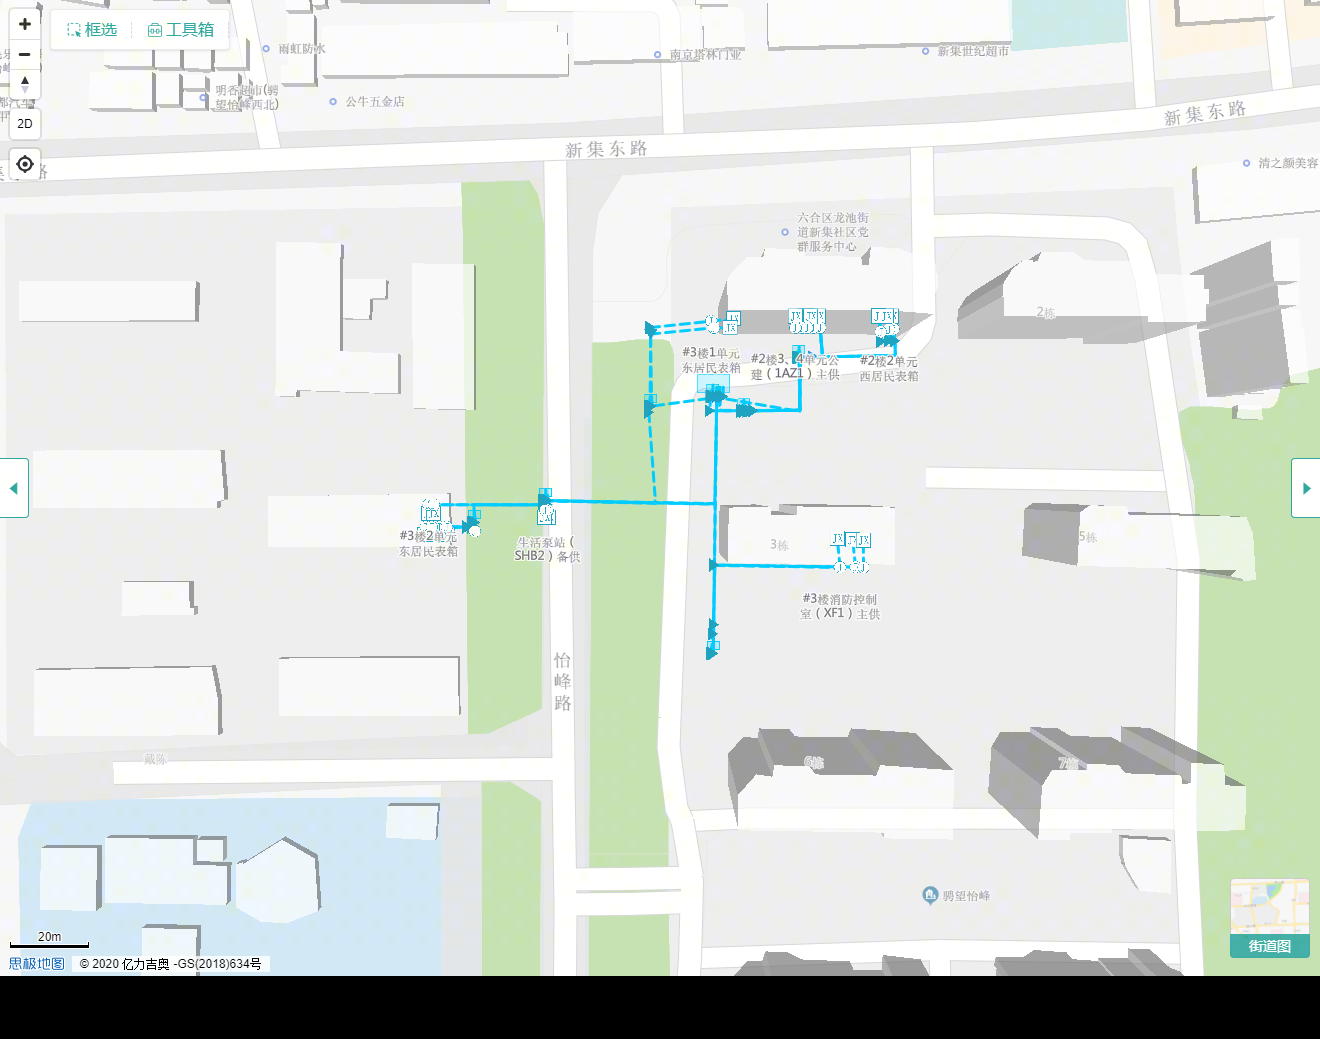 框选
工具箱
2D
雨虹防水
明香超市(骋
望怡峰西北)
公牛五金店
南京塔林门业
新集世纪超市
新集东路
新集东路
清之颜美容
六合区龙池街
道新集社区党
群服务中心
2栋
#3楼1单元
东居民表箱
#2楼3、4单元公
建（1AZ1）主供
#2楼2单元
西居民表箱
#3楼2单元
东居民表箱
生活泵站（
SHB2）备供
3栋
5栋
#3楼消防控制
室（XF1）主供
怡峰路
戴陈
6栋
7栋
骋望怡峰
20m
思极地图
© 2020 亿力吉奥 -GS(2018)634号
街道图